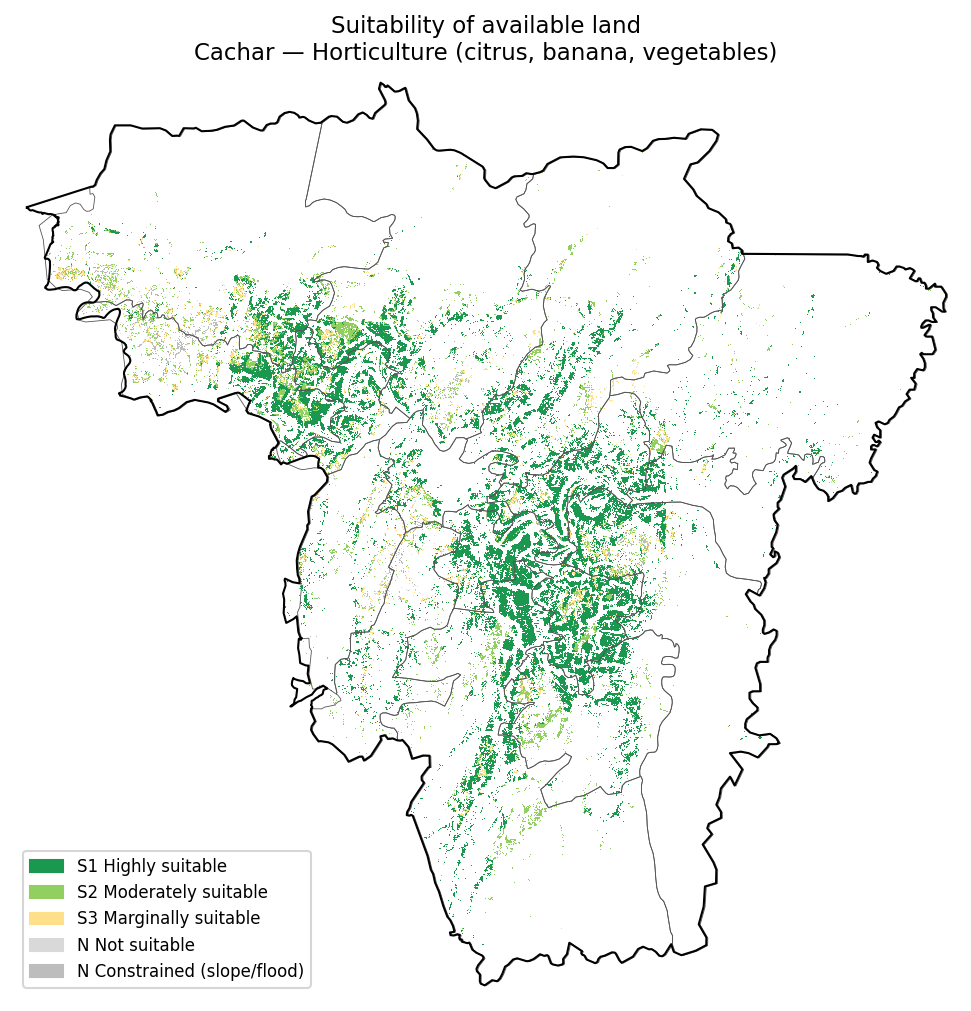 Suitability of available land
Cachar — Horticulture (citrus, banana, vegetables)
S1 Highly suitable
S2 Moderately suitable
S3 Marginally suitable
N Not suitable
N Constrained (slope/flood)